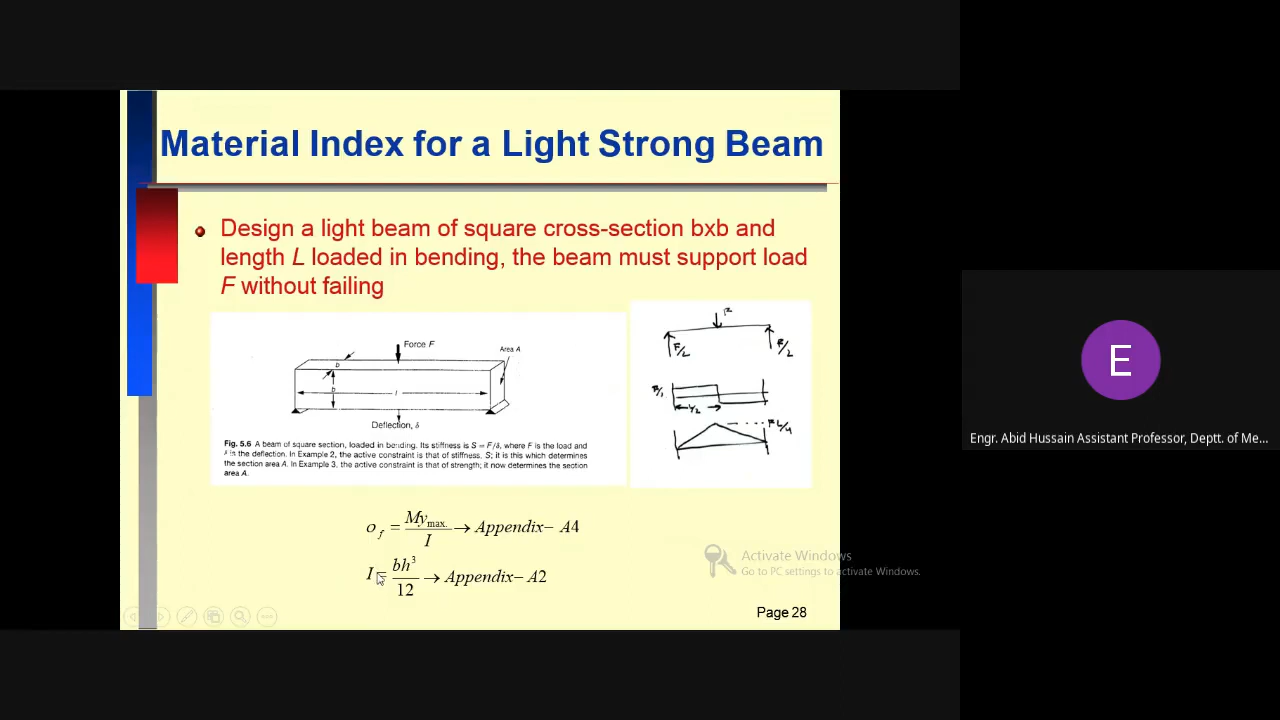 Material Index for a Light Strong Beam
Design a light beam of square cross-section bxb and
length L loaded in bending, the beam must support load
F without failing
Force F
Area A
b
b
l
Deflection, δ
Fig. 5.6 A beam of square section, loaded in bending. Its stiffness is S = F/δ, where F is the load and
is the deflection. In Example 2, the active constraint is that of stiffness, S; it is this which determines
the section area A. In Example 3, the active constraint is that of strength; it now determines the section
area A.
F
F/2
F/2
FL/4
σf = Mymax. / I → Appendix– A4
I = bh³ / 12 → Appendix– A2
Activate Windows
Go to PC settings to activate Windows.
Page 28
E
Engr. Abid Hussain Assistant Professor, Deptt. of Me...